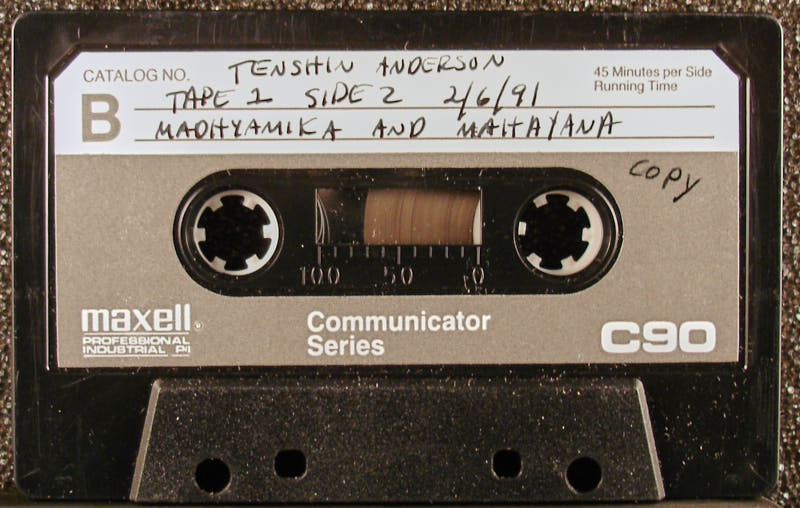 CATALOG NO. TENSHIN ANDERSON
45 Minutes per Side
Running Time
B
TAPE 1 SIDE 2 2/6/91
MADHYAMIKA AND MAHAYANA
copy
100 50 0
maxell®
PROFESSIONAL
INDUSTRIAL P/I
Communicator
Series
C90